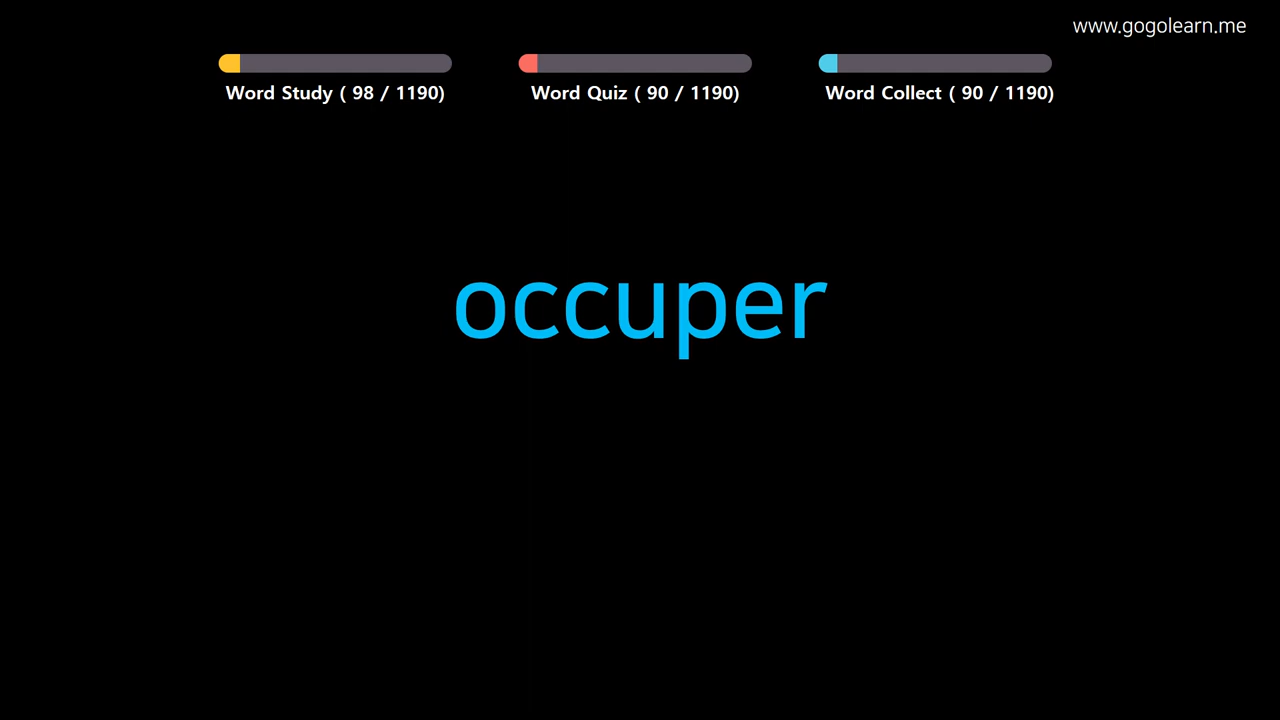 www.gogolearn.me
Word Study ( 98 / 1190)
Word Quiz ( 90 / 1190)
Word Collect ( 90 / 1190)
occuper